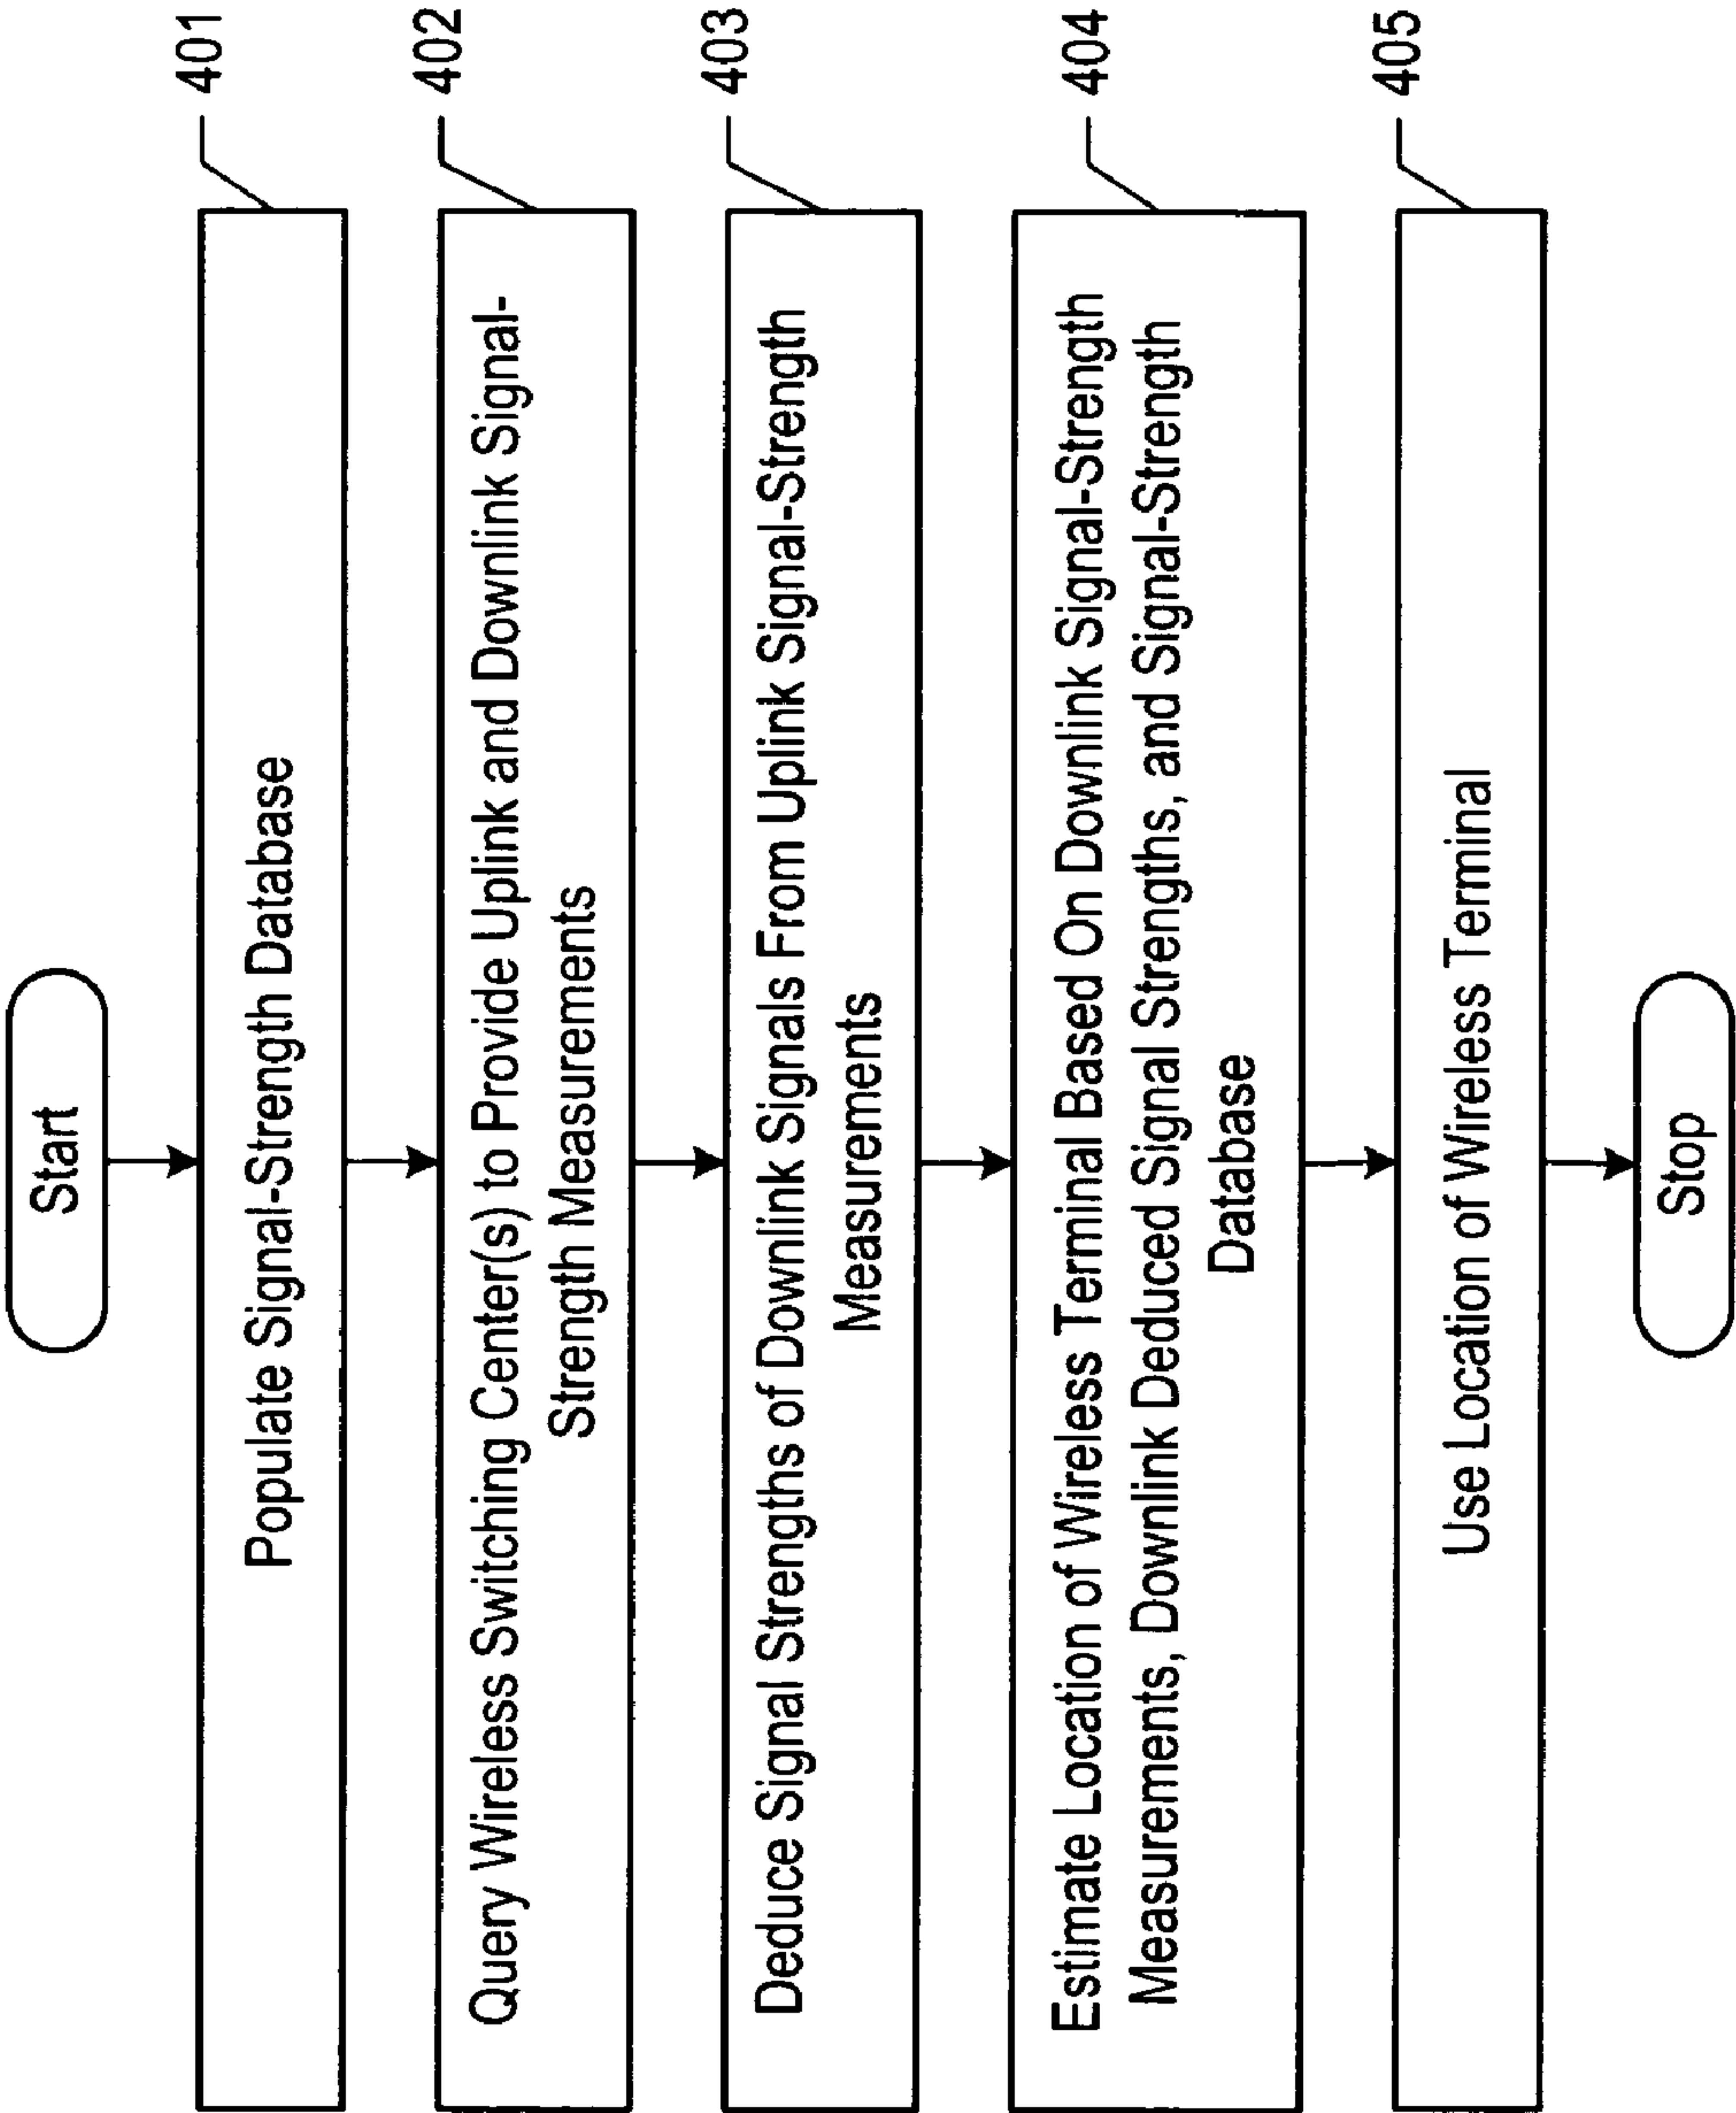 Start
401
Populate Signal-Strength Database
402
Query Wireless Switching Center(s) to Provide Uplink and Downlink Signal-
Strength Measurements
403
Deduce Signal Strengths of Downlink Signals From Uplink Signal-Strength
Measurements
404
Estimate Location of Wireless Terminal Based On Downlink Signal-Strength
Measurements, Downlink Deduced Signal Strengths, and Signal-Strength
Database
405
Use Location of Wireless Terminal
Stop